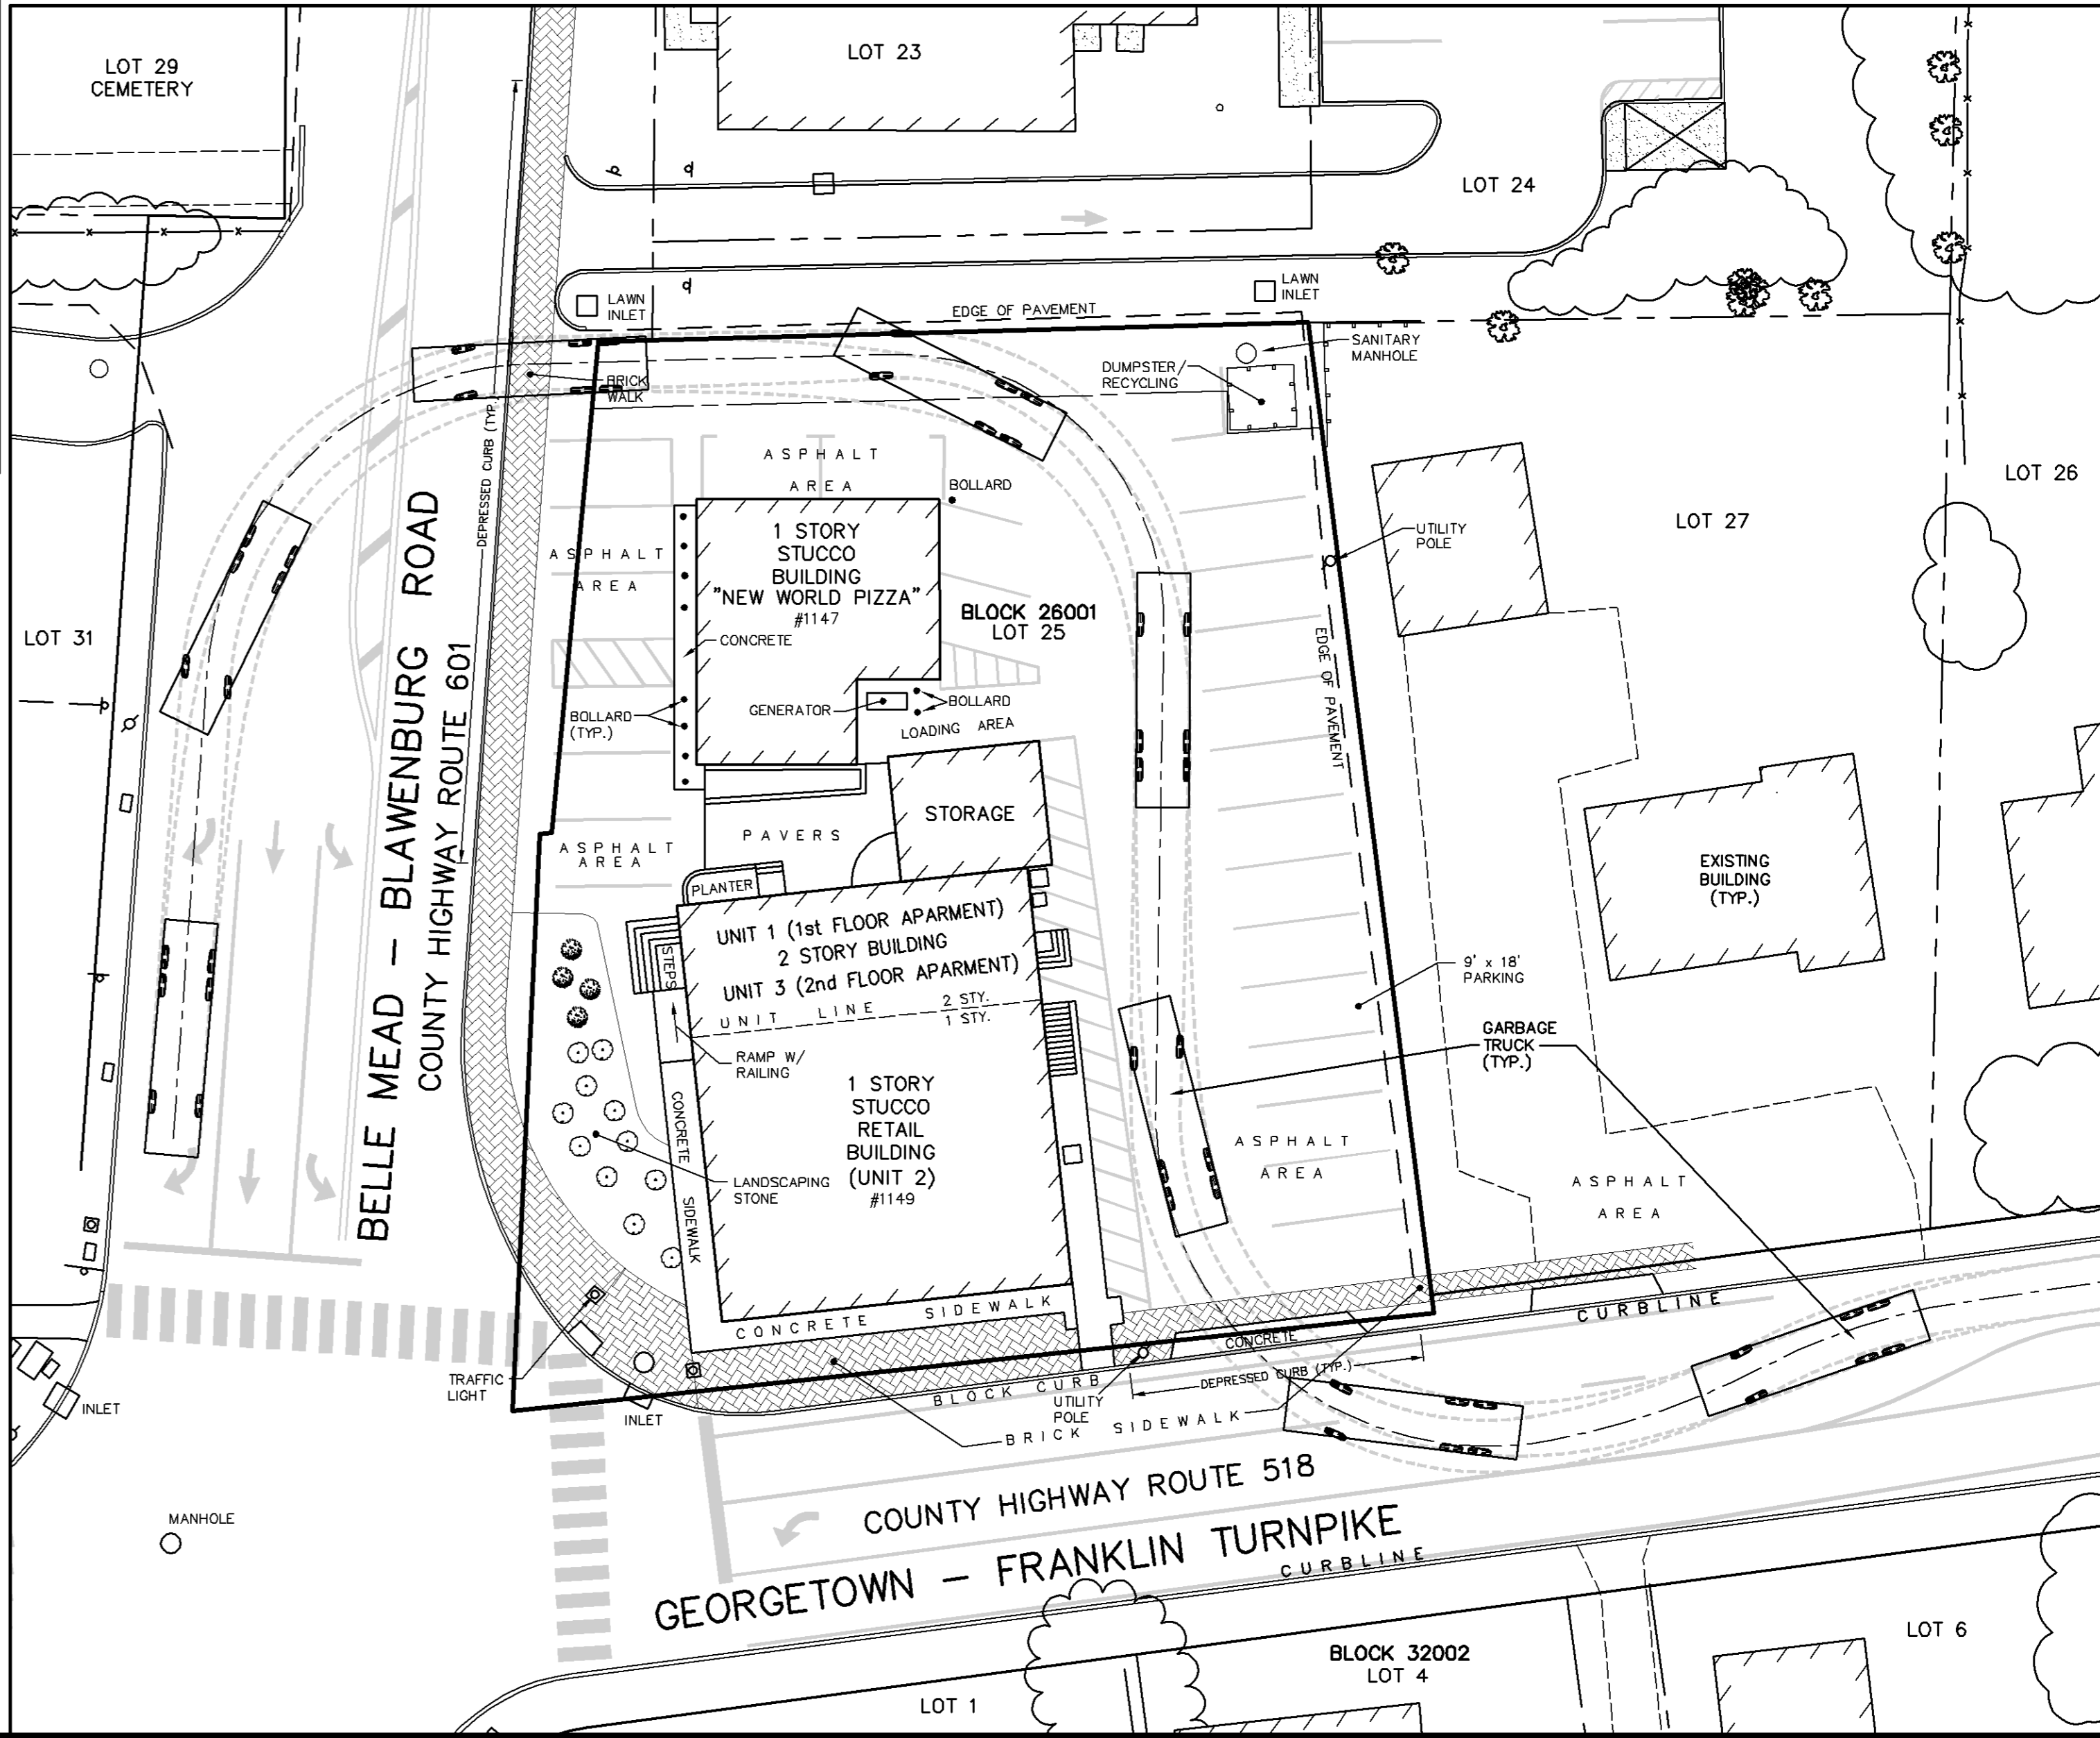 LOT 29
CEMETERY
LOT 23
LOT 24
LAWN
INLET
LAWN
INLET
EDGE OF PAVEMENT
SANITARY
MANHOLE
DUMPSTER/
RECYCLING
BRICK
WALK
DEPRESSED CURB (TYP.)
ASPHALT
AREA
BOLLARD
LOT 26
LOT 27
UTILITY
POLE
1 STORY
STUCCO
BUILDING
"NEW WORLD PIZZA"
#1147
ASPHALT
AREA
BLOCK 26001
LOT 25
CONCRETE
LOT 31
EDGE OF PAVEMENT
GENERATOR
BOLLARD
BOLLARD
(TYP.)
LOADING AREA
BELLE MEAD - BLAWENBURG ROAD
COUNTY HIGHWAY ROUTE 601
STORAGE
PAVERS
ASPHALT
AREA
PLANTER
EXISTING
BUILDING
(TYP.)
UNIT 1 (1st FLOOR APARMENT)
2 STORY BUILDING
UNIT 3 (2nd FLOOR APARMENT)
STEPS
UNIT LINE
2 STY.
1 STY.
9' x 18'
PARKING
GARBAGE
TRUCK
(TYP.)
RAMP W/
RAILING
1 STORY
STUCCO
RETAIL
BUILDING
(UNIT 2)
#1149
CONCRETE SIDEWALK
LANDSCAPING
STONE
ASPHALT
AREA
ASPHALT
AREA
CONCRETE SIDEWALK
CURBLINE
CONCRETE
TRAFFIC
LIGHT
DEPRESSED CURB (TYP.)
BLOCK CURB
UTILITY
POLE
INLET
INLET
BRICK SIDEWALK
COUNTY HIGHWAY ROUTE 518
GEORGETOWN - FRANKLIN TURNPIKE
CURBLINE
MANHOLE
BLOCK 32002
LOT 4
LOT 6
LOT 1